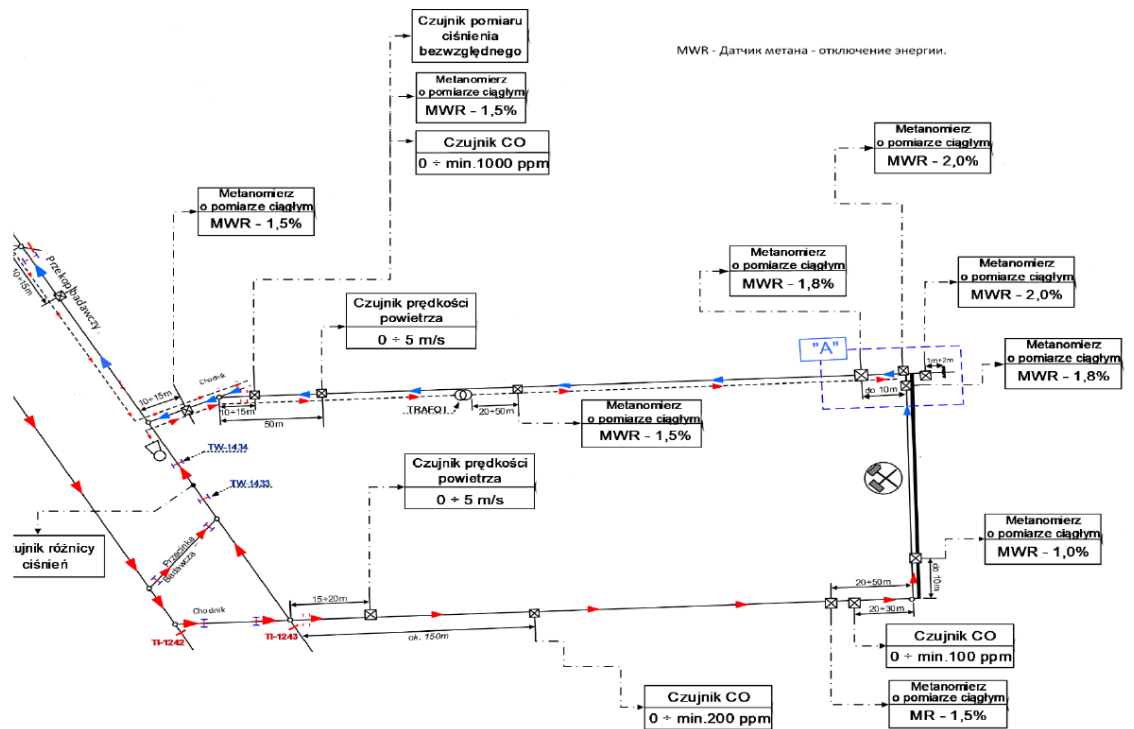 Czujnik pomiaru
ciśnienia
bezwzględnego
MWR - Датчик метана - отключение энергии.
Metanomierz
o pomiarze ciągłym
MWR - 1,5%
Czujnik CO
0 ÷ min.1000 ppm
Metanomierz
o pomiarze ciągłym
MWR - 2,0%
Metanomierz
o pomiarze ciągłym
MWR - 1,5%
Metanomierz
o pomiarze ciągłym
MWR - 1,8%
Metanomierz
o pomiarze ciągłym
MWR - 2,0%
Przekop badawczy
10÷15m
Czujnik prędkości
powietrza
0 ÷ 5 m/s
"A"
1m÷2m
Metanomierz
o pomiarze ciągłym
MWR - 1,8%
Chodnik
10÷15m
10÷15m
50m
TRAFO I
20÷50m
do 10m
Metanomierz
o pomiarze ciągłym
MWR - 1,5%
TW-1434
TW-1433
Czujnik prędkości
powietrza
0 ÷ 5 m/s
zujnik różnicy
ciśnień
Przecinka
Badawcza
Metanomierz
o pomiarze ciągłym
MWR - 1,0%
do 10m
20÷50m
20÷30m
15÷20m
Chodnik
TI-1242
TI-1243
ok. 150m
Czujnik CO
0 ÷ min.100 ppm
Czujnik CO
0 ÷ min.200 ppm
Metanomierz
o pomiarze ciągłym
MR - 1,5%